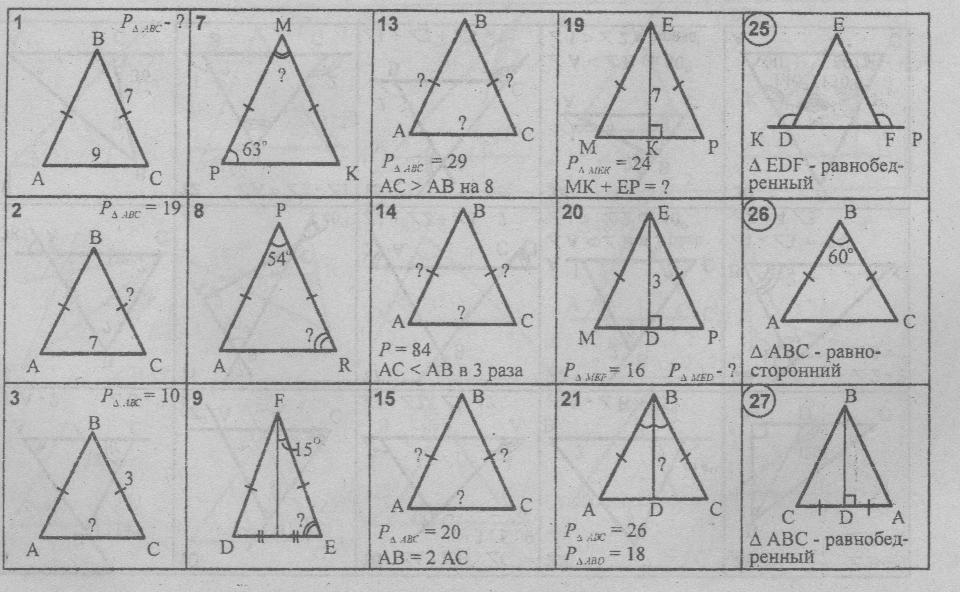 1 P△ABC - ?
B
7
9
A C
7
M
?
63°
P K
13
B
? ?
A ? C
P△ABC = 29
AC > AB на 8
19
E
7
M K P
P△MEK = 24
MK + EP = ?
25
E
K D F P
△ EDF - равнобед-
ренный
2 P△ABC = 19
B
?
7
A C
8
P
54°
?
A R
14
B
? ?
A ? C
P = 84
AC < AB в 3 раза
20
E
3
M D P
P△MEP = 16 P△MED - ?
26
B
60°
A C
△ ABC - равно-
сторонний
3 P△ABC = 10
B
3
?
A C
9
F
15°
?
D E
15
B
? ?
A ? C
P△ABC = 20
AB = 2 AC
21
B
?
A D C
P△ABC = 26
P△ABD = 18
27
B
C D A
△ ABC - равнобед-
ренный